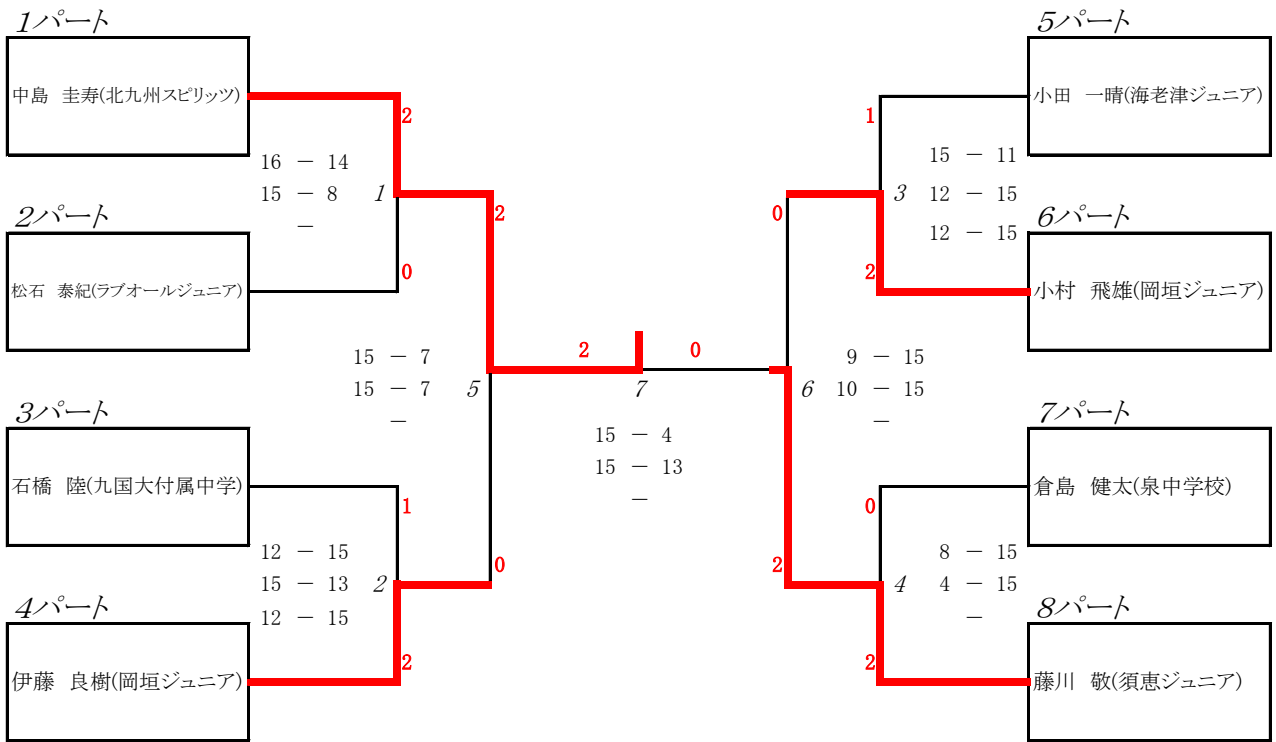 1パート
中島　圭寿(北九州スピリッツ)
2
16 － 14
15 － 8
－
1
2パート
松石　泰紀(ラブオールジュニア)
0
2
15 － 7
15 － 7
－
5
3パート
石橋　陸(九国大付属中学)
1
12 － 15
15 － 13
12 － 15
2
0
4パート
伊藤　良樹(岡垣ジュニア)
2
2
0
7
15 － 4
15 － 13
－
5パート
小田　一晴(海老津ジュニア)
1
15 － 11
12 － 15
12 － 15
3
0
6パート
小村　飛雄(岡垣ジュニア)
2
9 － 15
10 － 15
－
6
7パート
倉島　健太(泉中学校)
0
8 － 15
4 － 15
－
4
2
8パート
藤川　敬(須恵ジュニア)
2